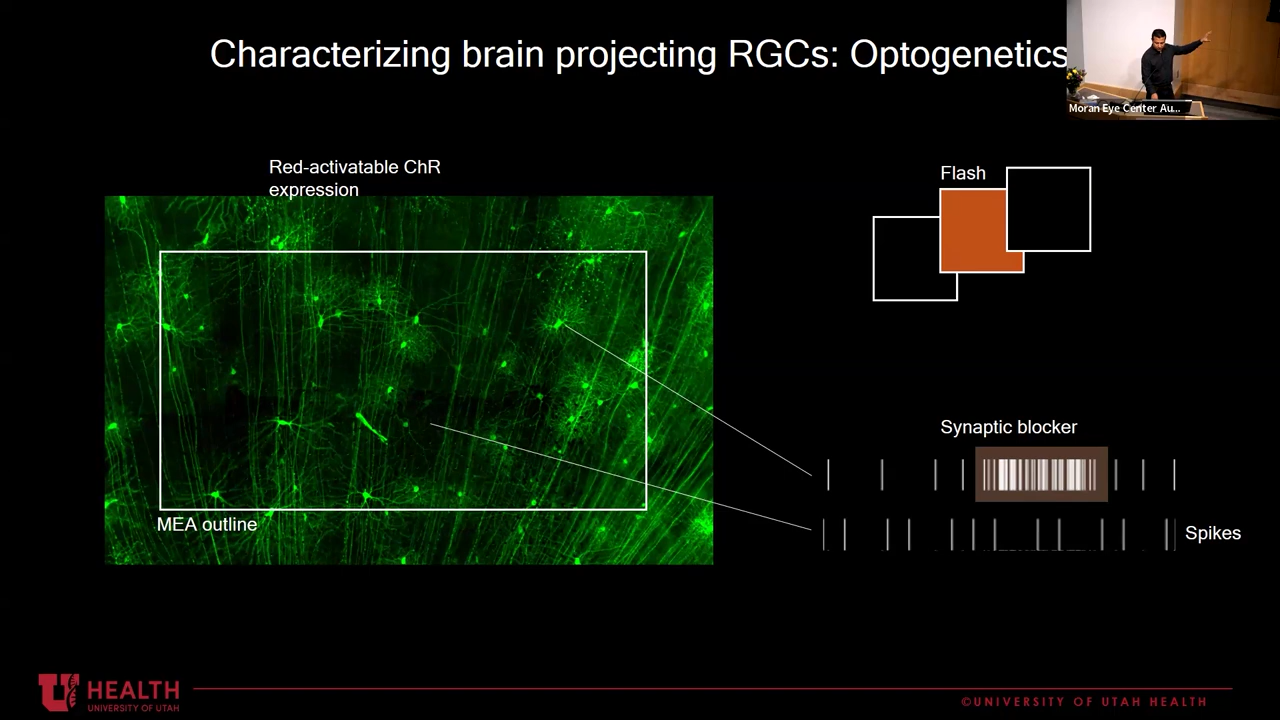 Characterizing brain projecting RGCs: Optogenetics
Moran Eye Center Au...
Red-activatable ChR
expression
Flash
Synaptic blocker
MEA outline
Spikes
U HEALTH
UNIVERSITY OF UTAH
©UNIVERSITY OF UTAH HEALTH